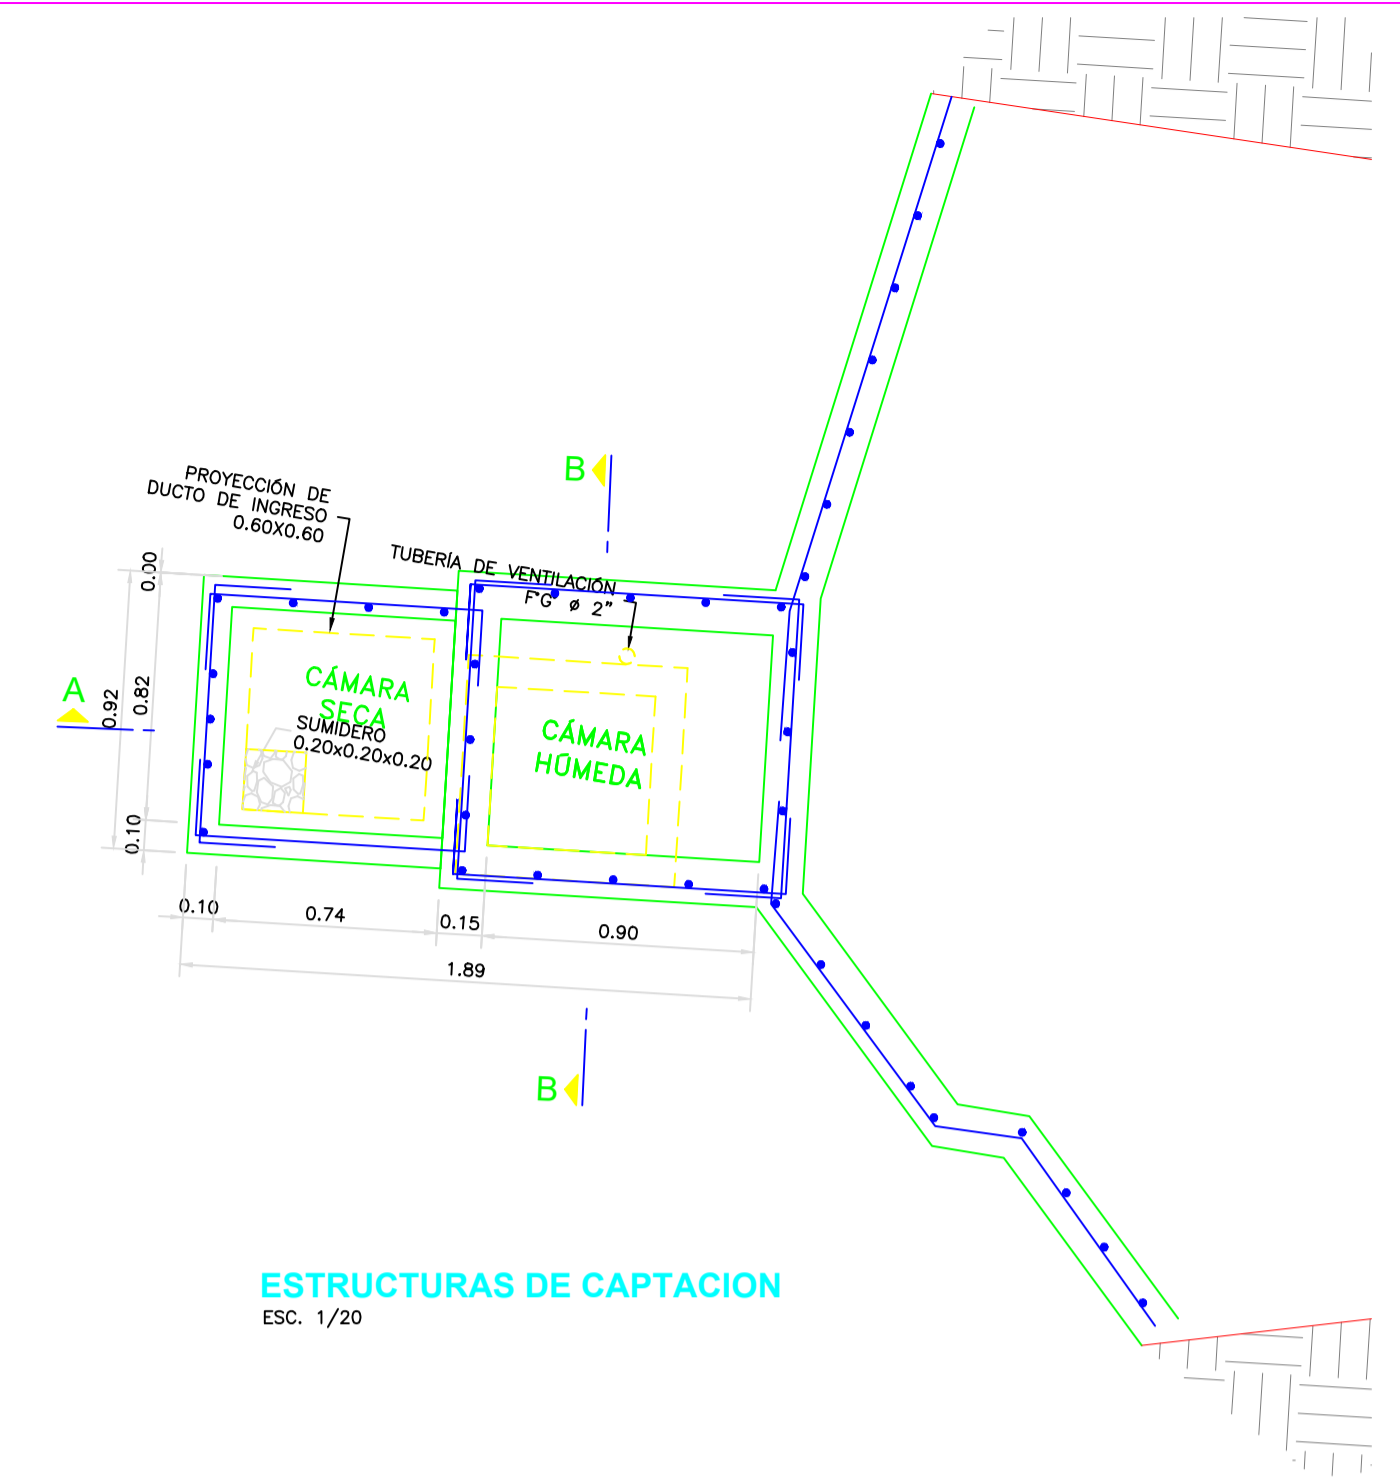 PROYECCIÓN DE
DUCTO DE INGRESO
0.60X0.60
B
TUBERÍA DE VENTILACIÓN
F°G° ø 2"
0.00
0.92
0.82
0.10
A
CÁMARA
SECA
SUMIDERO
0.20x0.20x0.20
CÁMARA
HÚMEDA
0.10
0.74
0.15
0.90
1.89
B
ESTRUCTURAS DE CAPTACION
ESC. 1/20